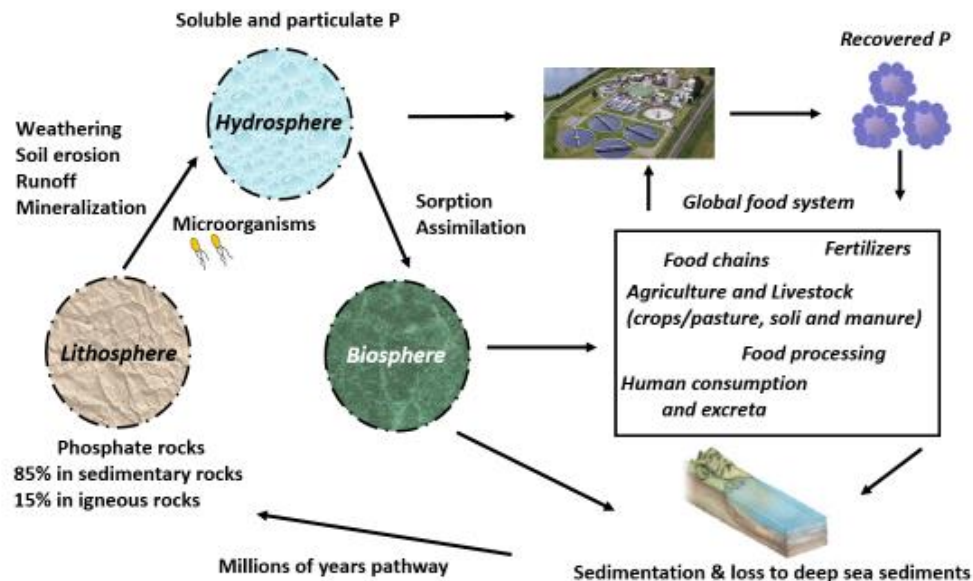 Soluble and particulate P
Recovered P
Hydrosphere
Weathering
Soil erosion
Runoff
Mineralization
Microorganisms
Sorption
Assimilation
Global food system
Fertilizers
Food chains
Agriculture and Livestock
(crops/pasture, soli and manure)
Food processing
Human consumption
and excreta
Lithosphere
Biosphere
Phosphate rocks
85% in sedimentary rocks
15% in igneous rocks
Millions of years pathway
Sedimentation & loss to deep sea sediments